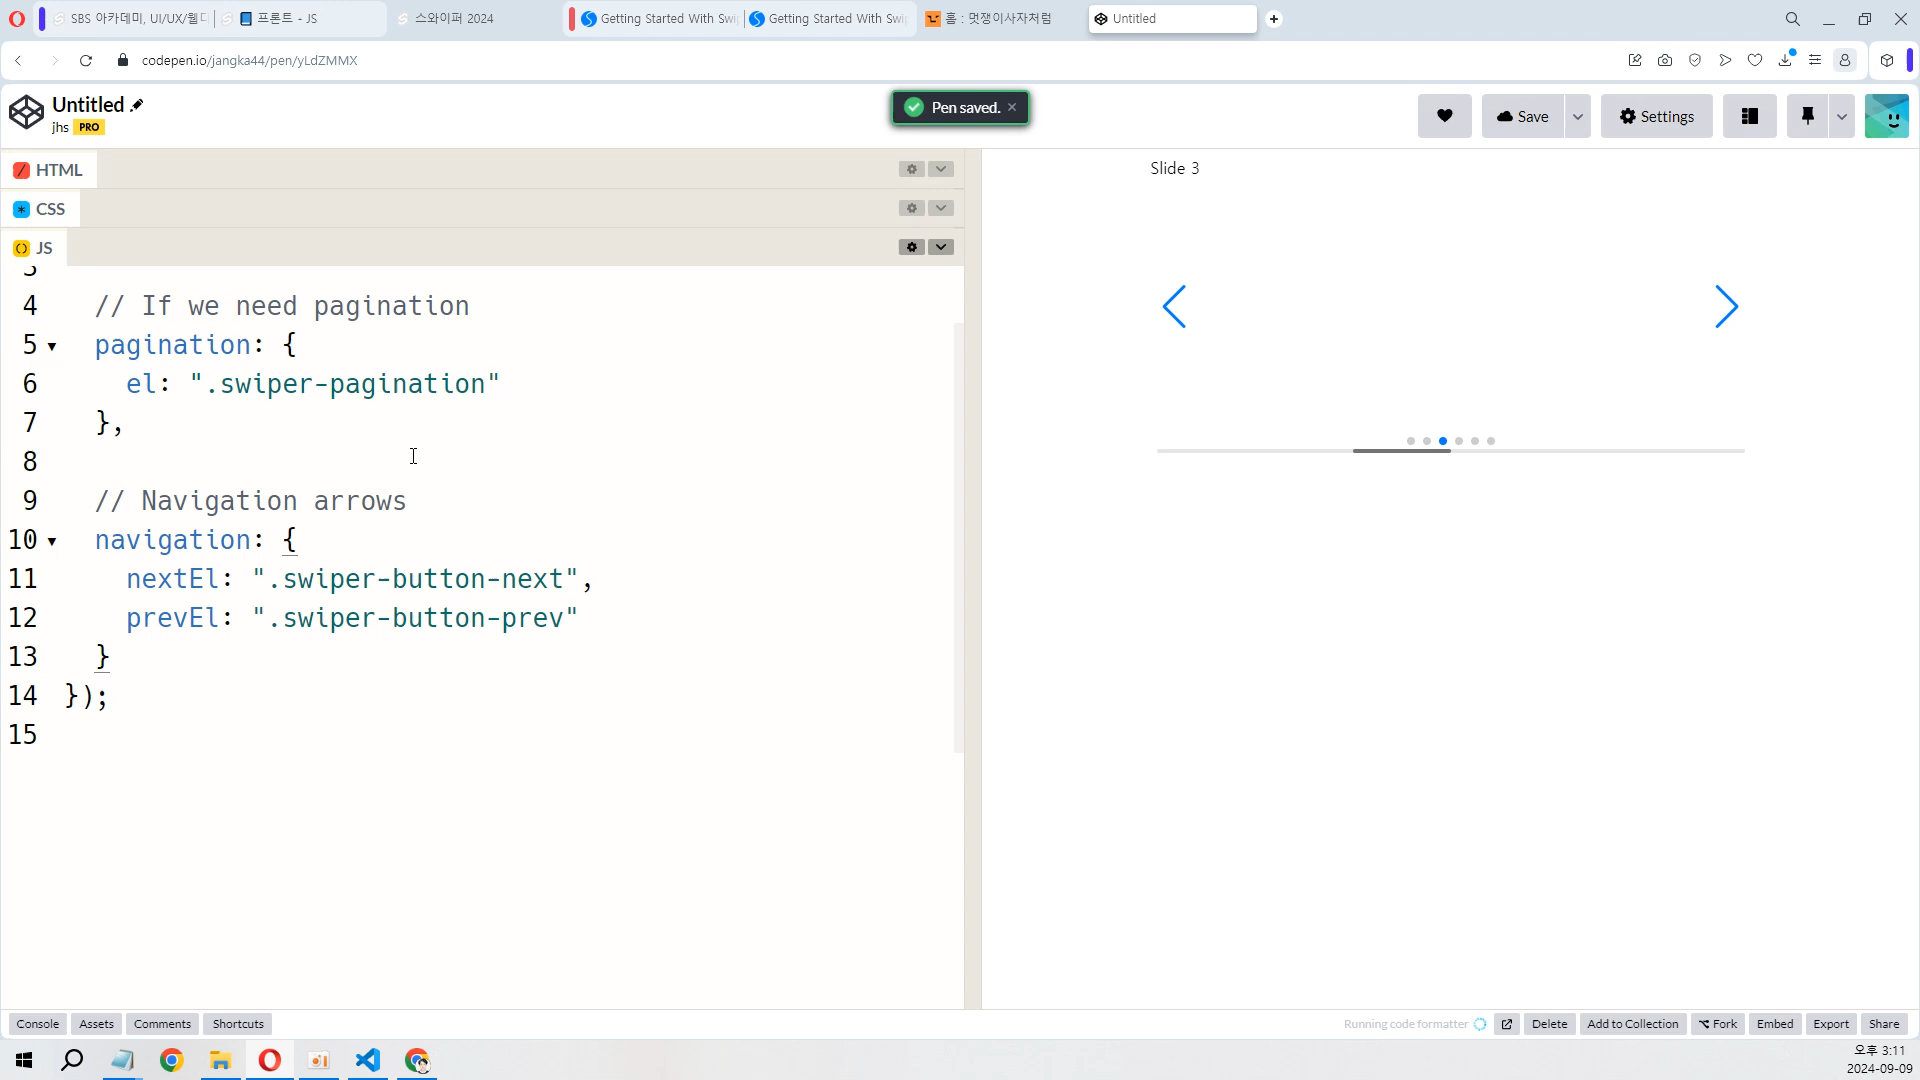 SBS 아카데미, UI/UX/웹디
프론트 - JS
스와이퍼 2024
Getting Started With Swi
Getting Started With Swi
홈 : 멋쟁이사자처럼
Untitled
codepen.io/jangka44/pen/yLdZMMX
Untitled
jhs PRO
Pen saved.
Save
Settings
HTML
CSS
JS
3
4 // If we need pagination
5 pagination: {
6 el: ".swiper-pagination"
7 },
8
9 // Navigation arrows
10 navigation: {
11 nextEl: ".swiper-button-next",
12 prevEl: ".swiper-button-prev"
13 }
14 });
15
Slide 3
Console Assets Comments Shortcuts
Running code formatter Delete Add to Collection Fork Embed Export Share
오후 3:11
2024-09-09